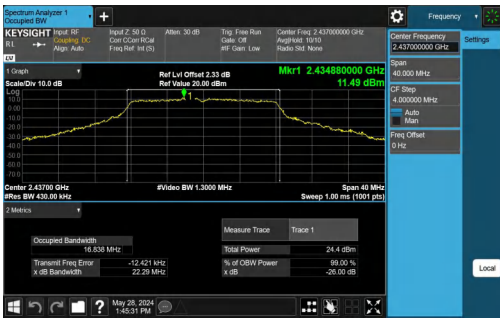 Spectrum Analyzer 1
Occupied BW
Frequency
KEYSIGHT
Input: RF
Input Z: 50 Ω
Atten: 30 dB
Trig: Free Run
Center Freq: 2.437000000 GHz
RL
Coupling: DC
Corr CCorr RCal
Gate: Off
Avg|Hold: 10/10
Align: Auto
Freq Ref: Int (S)
#IF Gain: Low
Radio Std: None
Center Frequency
2.437000000 GHz
Settings
Span
40.000 MHz
CF Step
4.000000 MHz
Auto
Man
Freq Offset
0 Hz
1 Graph
Ref Lvl Offset 2.33 dB
Mkr1 2.434880000 GHz
Scale/Div 10.0 dB
Ref Value 20.00 dBm
11.49 dBm
Log
10.0
0.00
-10.0
-20.0
-30.0
-40.0
-50.0
-60.0
-70.0
1
Center 2.43700 GHz
#Video BW 1.3000 MHz
Span 40 MHz
#Res BW 430.00 kHz
Sweep 1.00 ms (1001 pts)
2 Metrics
Measure Trace
Trace 1
Occupied Bandwidth
16.838 MHz
Total Power
24.4 dBm
Transmit Freq Error
-12.421 kHz
% of OBW Power
99.00 %
x dB Bandwidth
22.29 MHz
x dB
-26.00 dB
Local
?
May 28, 2024
1:45:31 PM